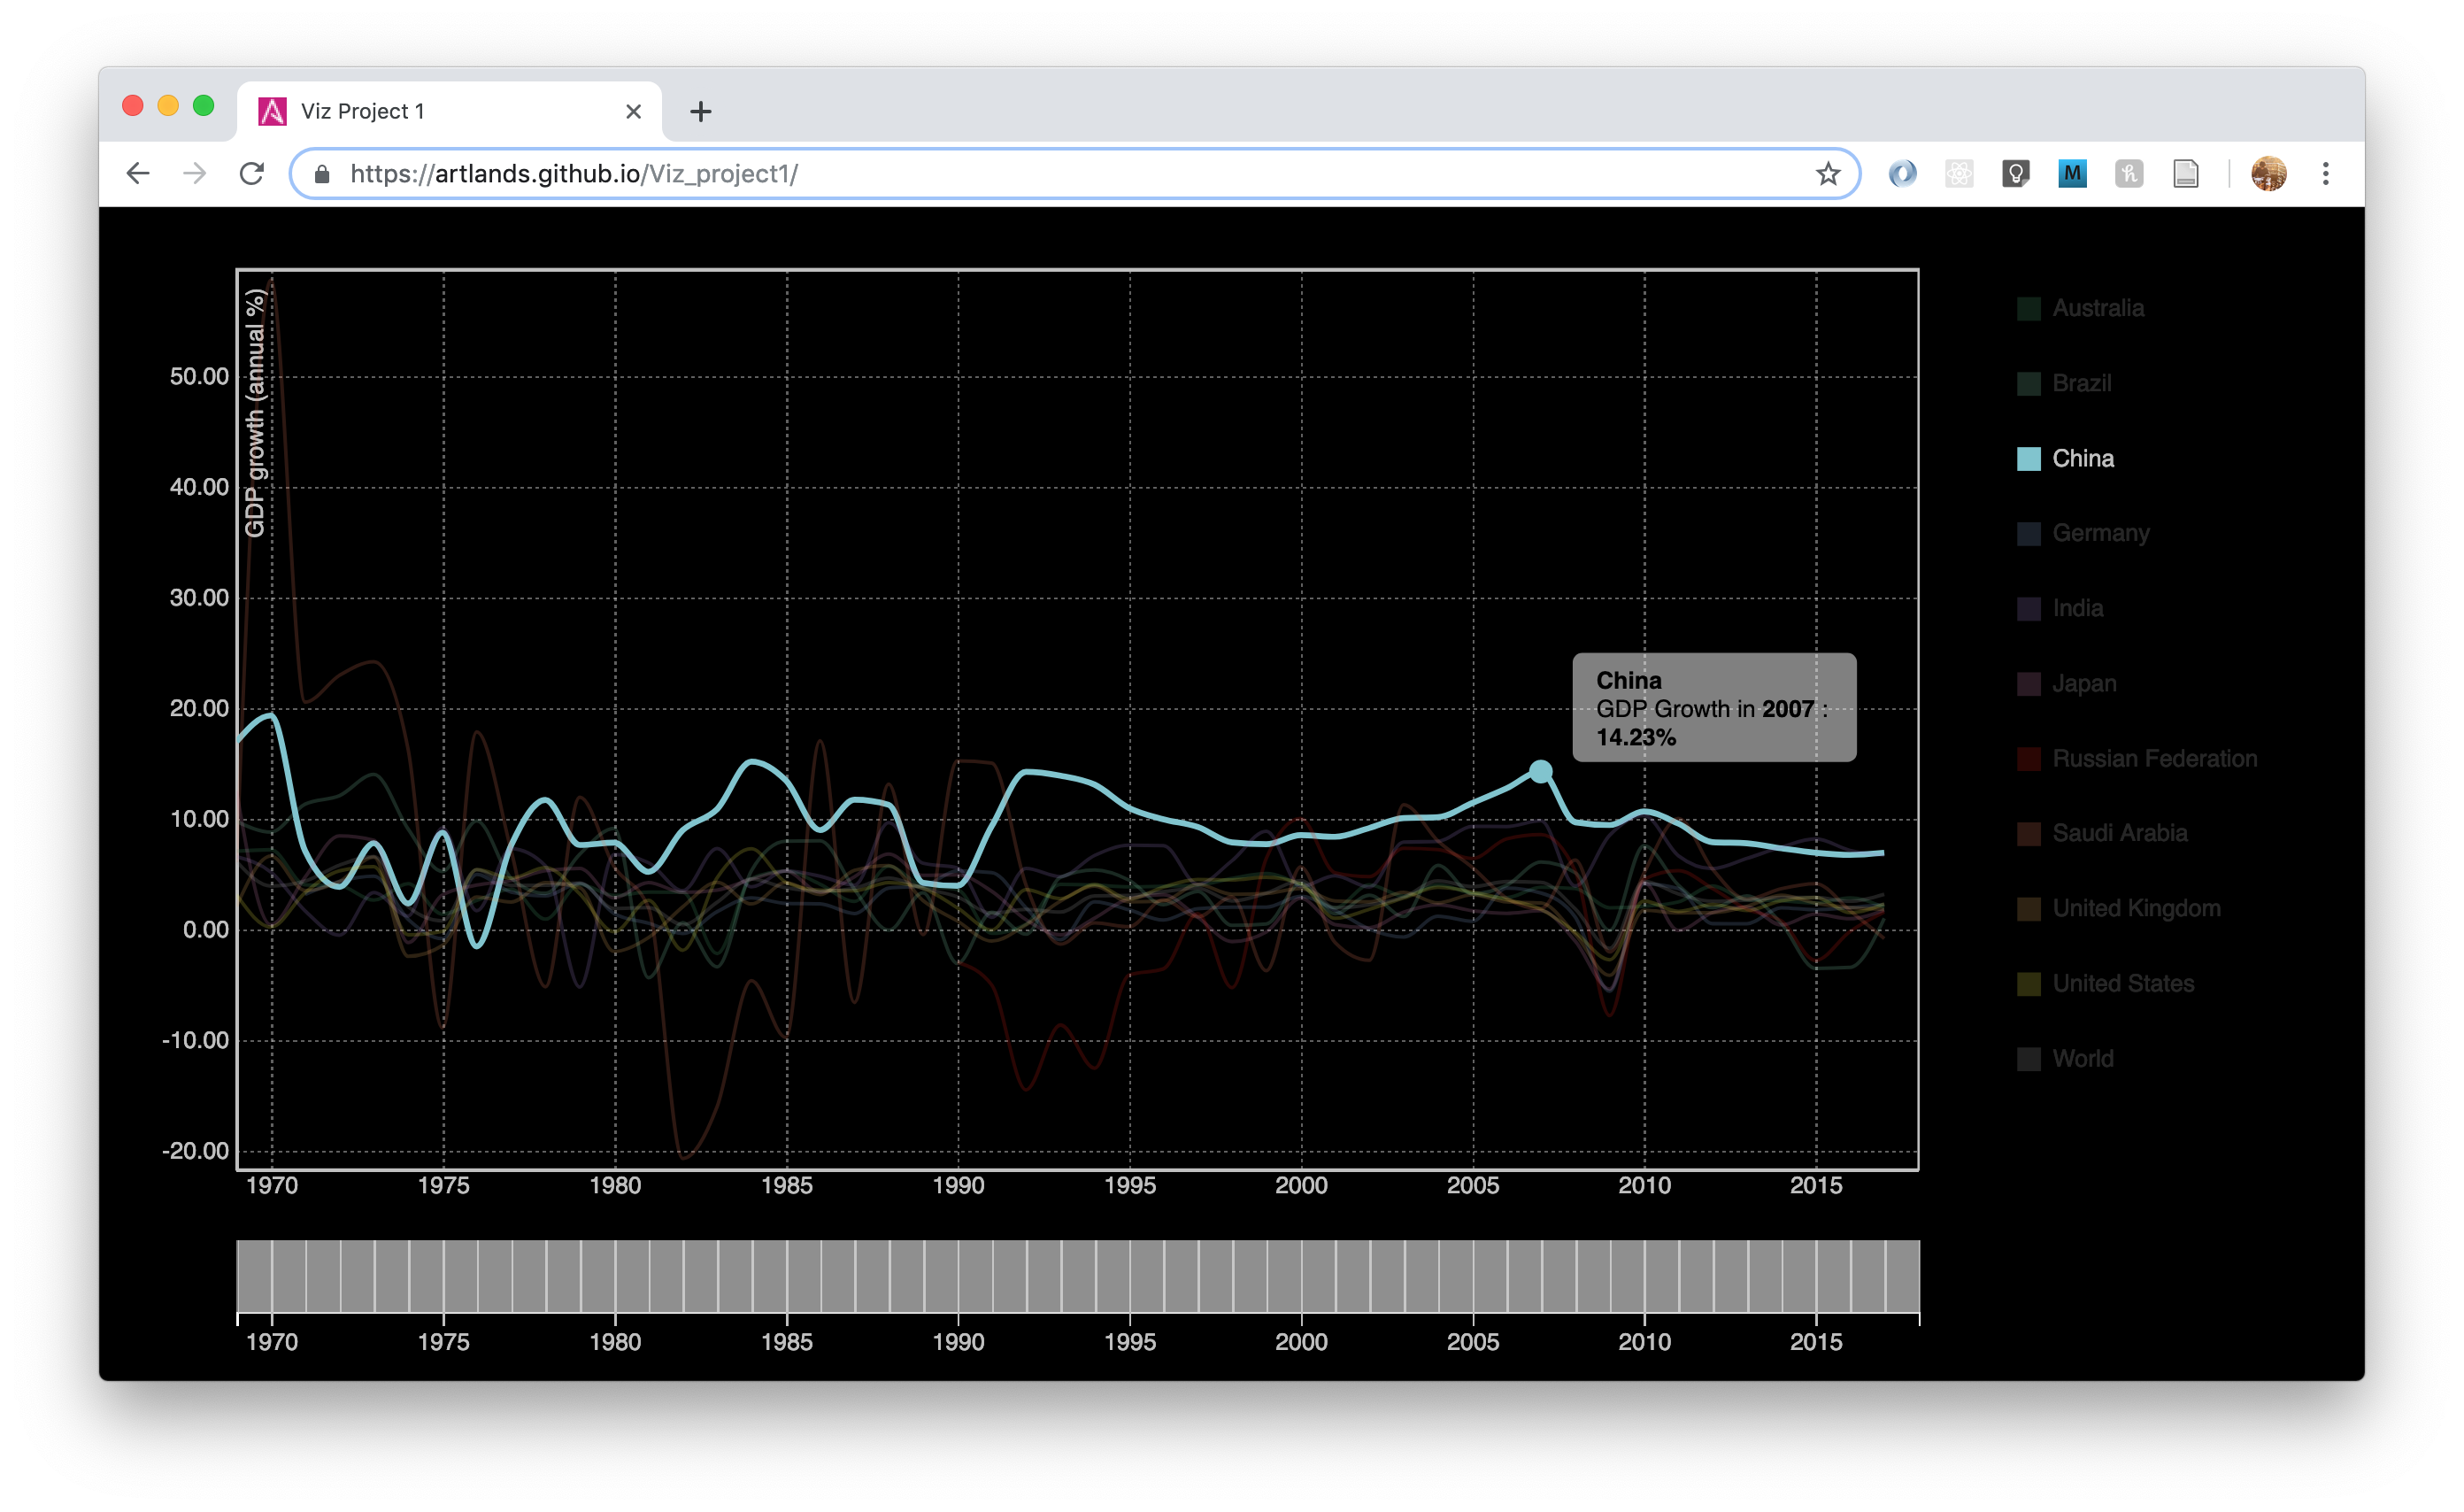 Viz Project 1
https://artlands.github.io/Viz_project1/
M
GDP growth (annual %)
50.00
40.00
30.00
20.00
10.00
0.00
-10.00
-20.00
1970 1975 1980 1985 1990 1995 2000 2005 2010 2015
China
GDP Growth in 2007 :
14.23%
Australia
Brazil
China
Germany
India
Japan
Russian Federation
Saudi Arabia
United Kingdom
United States
World
1970 1975 1980 1985 1990 1995 2000 2005 2010 2015